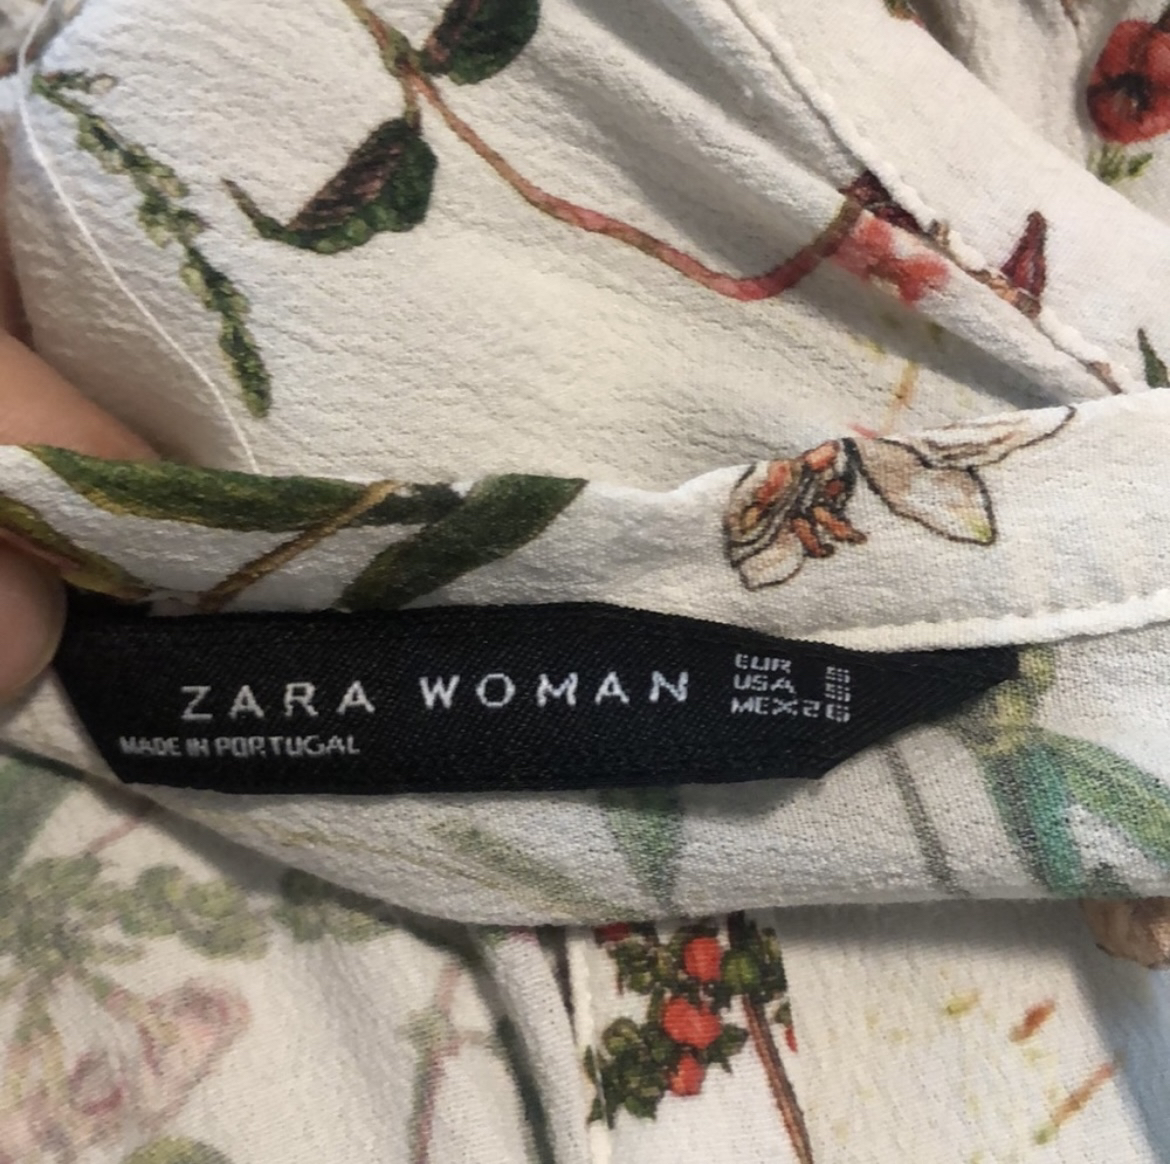 ZARA WOMAN
MADE IN PORTUGAL
EUR S
USA S
MEX 26